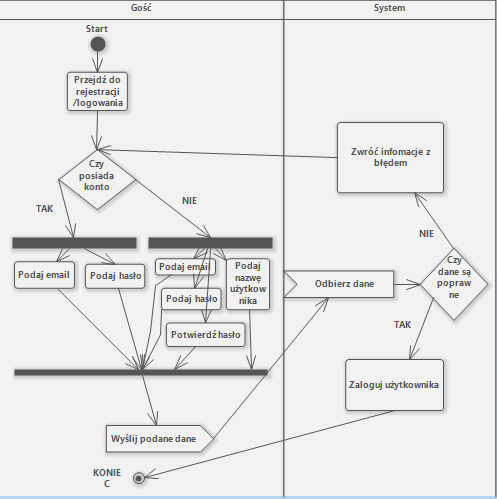 Gość
System
Start
Przejdź do
rejestracji
/logowania
Zwróć infomacje z
błędem
Czy
posiada
konto
TAK
NIE
NIE
Podaj email
Podaj hasło
Podaj email
Podaj hasło
Potwierdź hasło
Podaj
nazwę
użytkow
nika
Odbierz dane
Czy
dane są
popraw
ne
TAK
Zaloguj użytkownika
Wyślij podane dane
KONIE
C